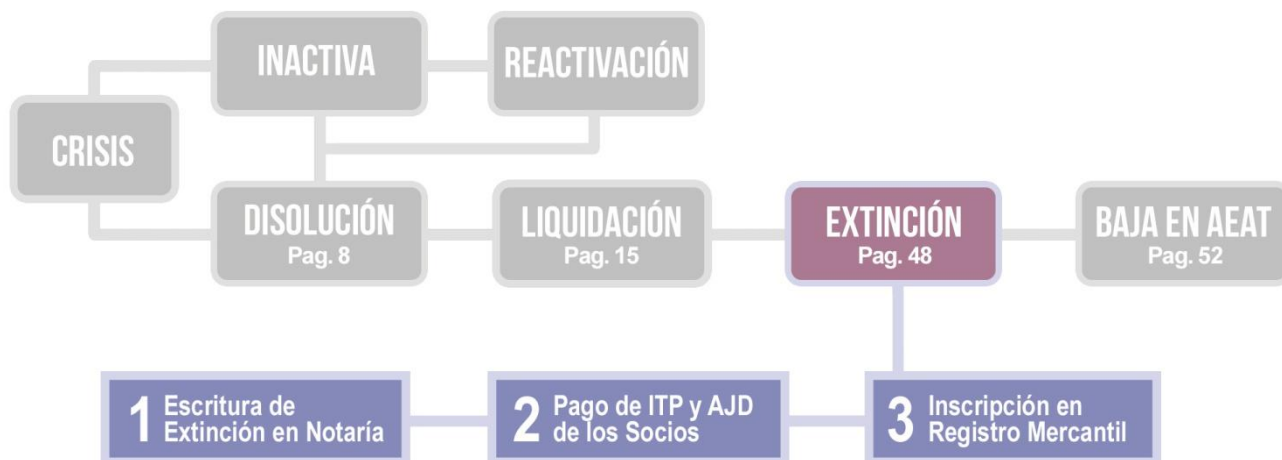 INACTIVA
REACTIVACIÓN
CRISIS
DISOLUCIÓN
Pag. 8
LIQUIDACIÓN
Pag. 15
EXTINCIÓN
Pag. 48
BAJA EN AEAT
Pag. 52
1 Escritura de
Extinción en Notaría
2 Pago de ITP y AJD
de los Socios
3 Inscripción en
Registro Mercantil